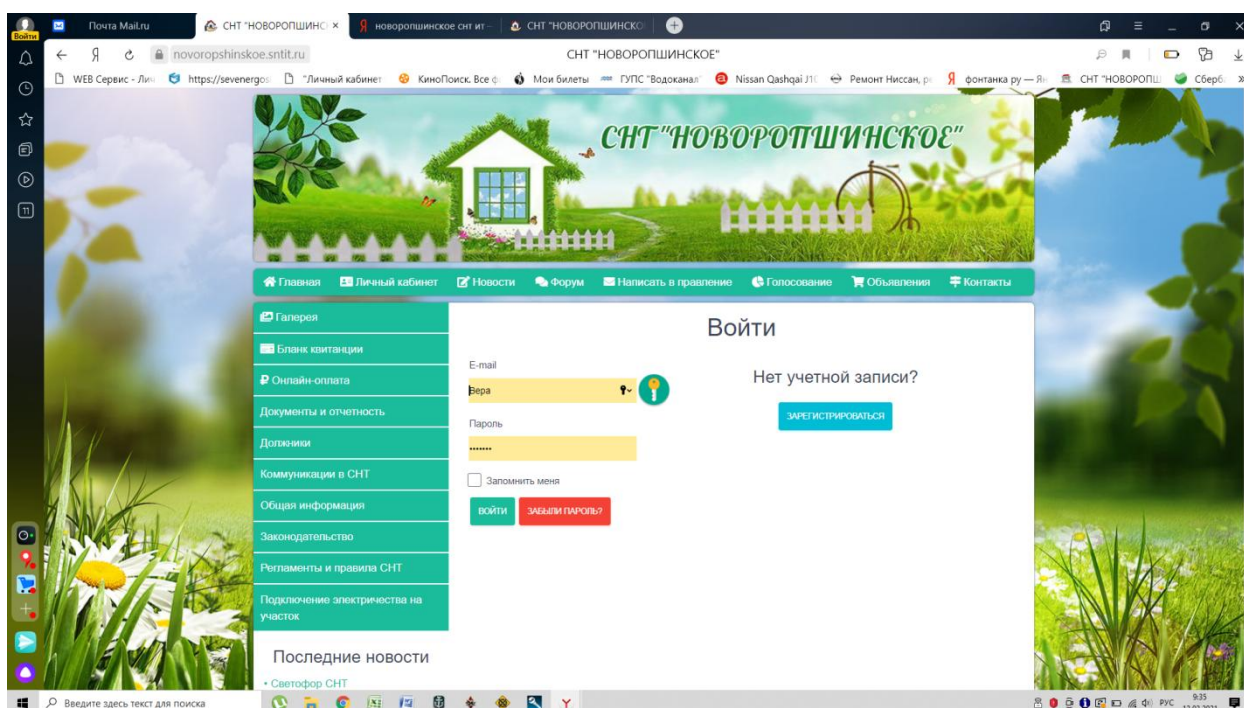 Войти
Почта Mail.ru
СНТ "НОВОРОПШИНС
новоропшинское снт ит –
СНТ "НОВОРОПШИНСКО
Я
novoropshinskoe.sntit.ru
СНТ "НОВОРОПШИНСКОЕ"
WEB Сервис - Лич
https://sevenergos
"Личный кабинет
КиноПоиск. Все ф
Мои билеты
ГУПС "Водоканал"
Nissan Qashqai J10
Ремонт Ниссан, р
фонтанка ру — Ян
СНТ "НОВОРОПШ
Сберб
»
11
СНТ "НОВОРОПШИНСКОЕ"
Главная
Личный кабинет
Новости
Форум
Написать в правление
Голосование
Объявления
Контакты
Галерея
Бланк квитанции
Онлайн-оплата
Документы и отчетность
Должники
Коммуникации в СНТ
Общая информация
Законодательство
Регламенты и правила СНТ
Подключение электричества на
участок
Последние новости
• Светофор СНТ
Войти
E-mail
Вера
Пароль
•••••••
Запомнить меня
ВОЙТИ
ЗАБЫЛИ ПАРОЛЬ?
Нет учетной записи?
ЗАРЕГИСТРИРОВАТЬСЯ
Введите здесь текст для поиска
РУС
9:35